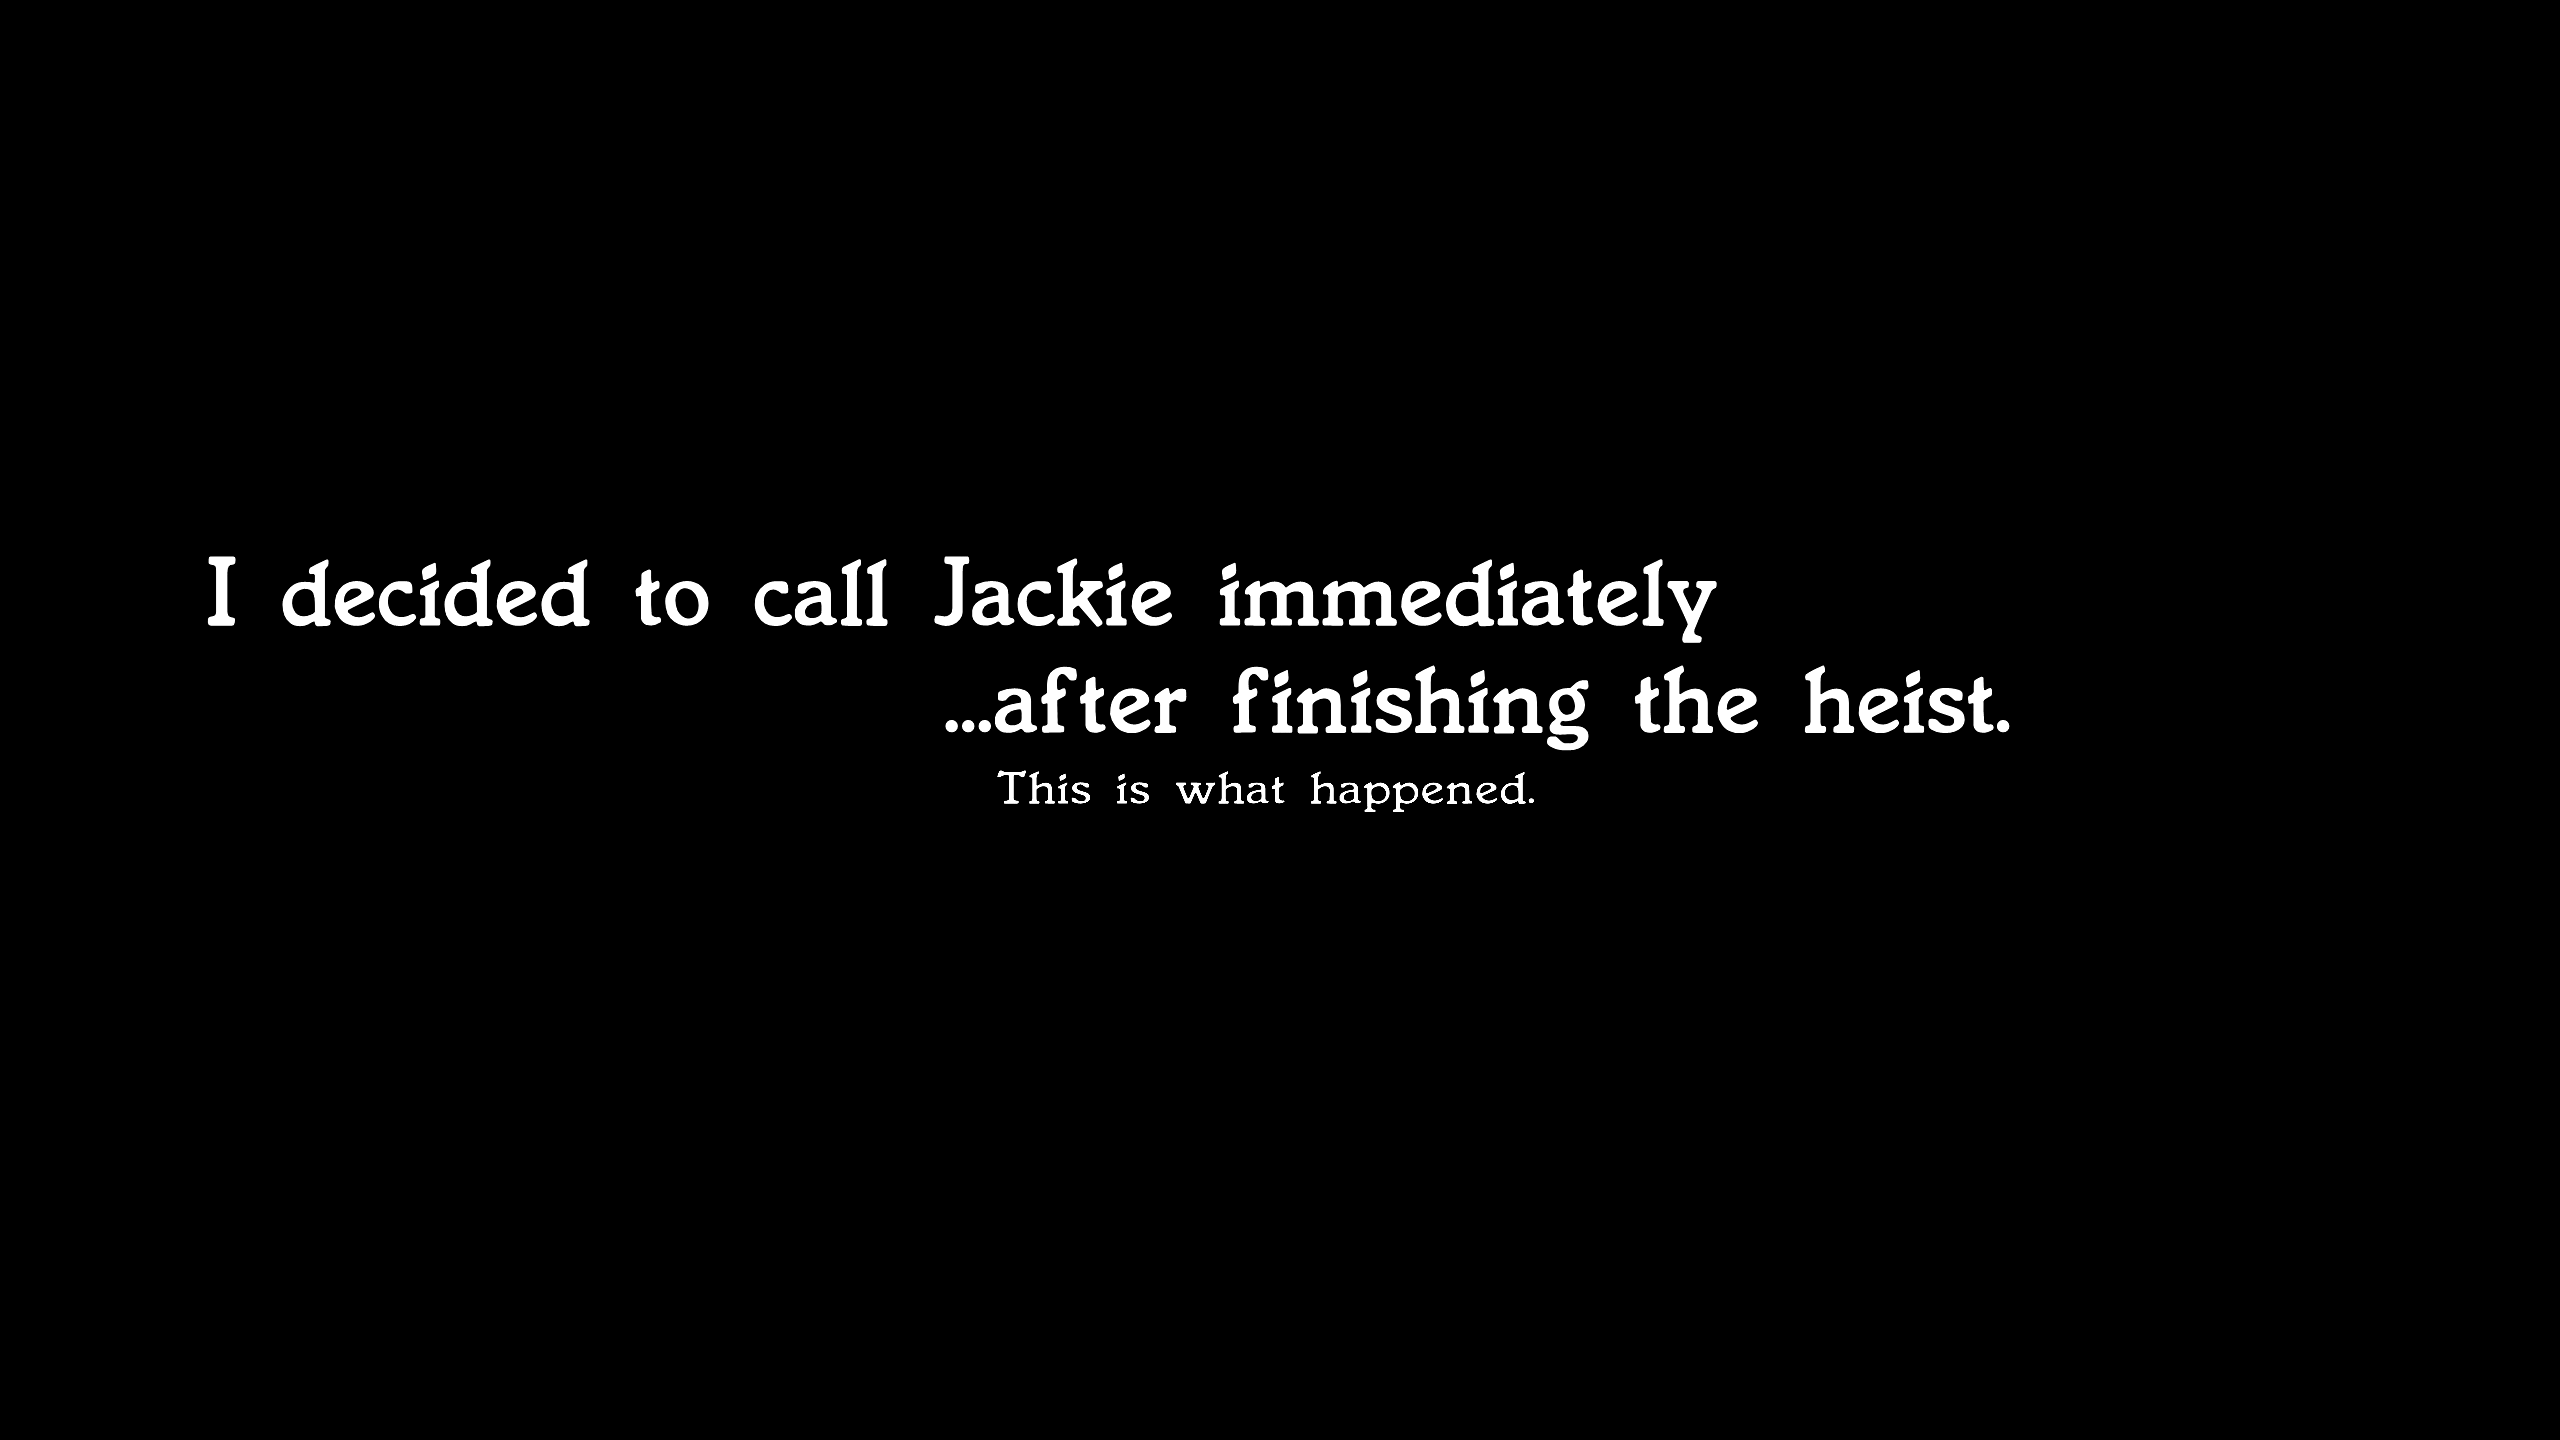 I decided to call Jackie immediately
...after finishing the heist.
This is what happened.